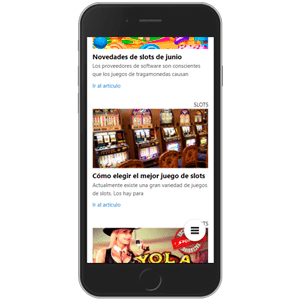 Novedades de slots de junio
Los proveedores de software son conscientes
que los juegos de tragamonedas causan
Ir al artículo
SLOTS
Cómo elegir el mejor juego de slots
Actualmente existe una gran variedad de juegos
de slots. Los hay para
Ir al artículo
YOLA